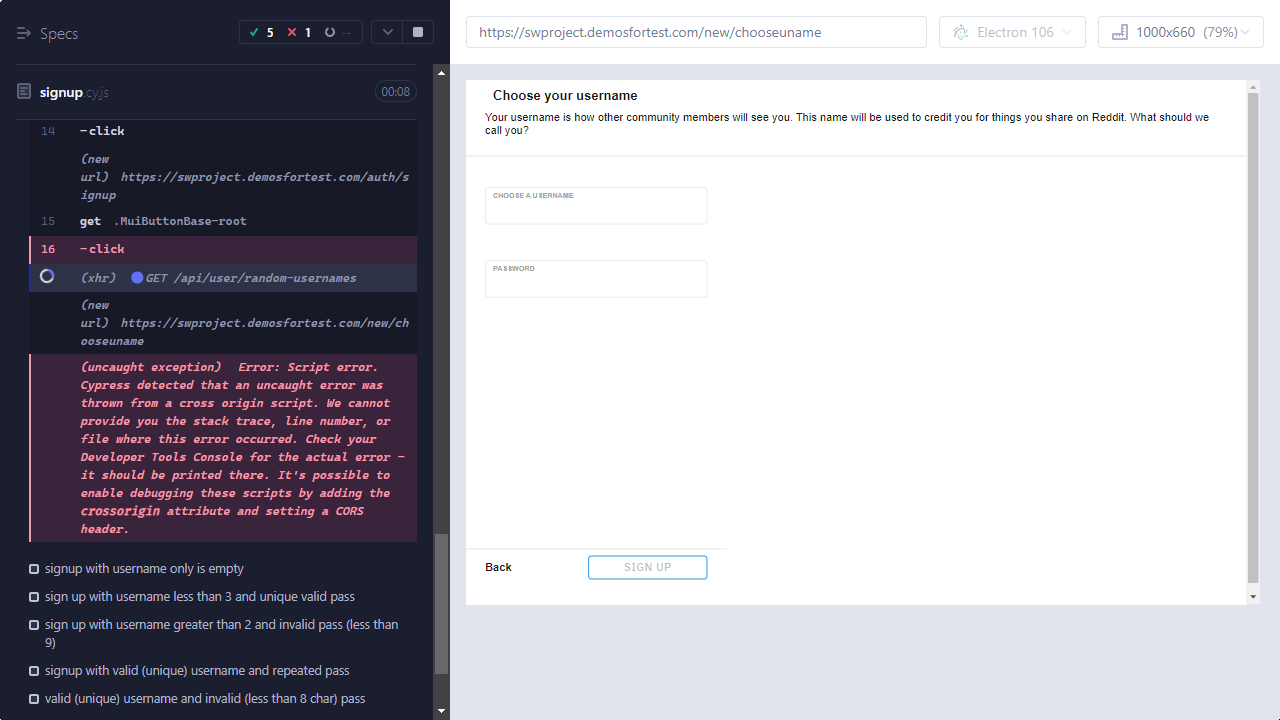 Specs
5
1
--
https://swproject.demosfortest.com/new/chooseuname
Electron 106
1000x660 (79%)
signup.cy.js
00:08
14 -click
(new
url) https://swproject.demosfortest.com/auth/s
ignup
15 get .MuiButtonBase-root
16 -click
(xhr) GET /api/user/random-usernames
(new
url) https://swproject.demosfortest.com/new/ch
ooseuname
(uncaught exception) Error: Script error.
Cypress detected that an uncaught error was
thrown from a cross origin script. We cannot
provide you the stack trace, line number, or
file where this error occurred. Check your
Developer Tools Console for the actual error -
it should be printed there. It's possible to
enable debugging these scripts by adding the
crossorigin attribute and setting a CORS
header.
signup with username only is empty
sign up with username less than 3 and unique valid pass
sign up with username greater than 2 and invalid pass (less than
9)
signup with valid (unique) username and repeated pass
valid (unique) username and invalid (less than 8 char) pass
Choose your username
Your username is how other community members will see you. This name will be used to credit you for things you share on Reddit. What should we
call you?
CHOOSE A USERNAME
PASSWORD
Back
SIGN UP